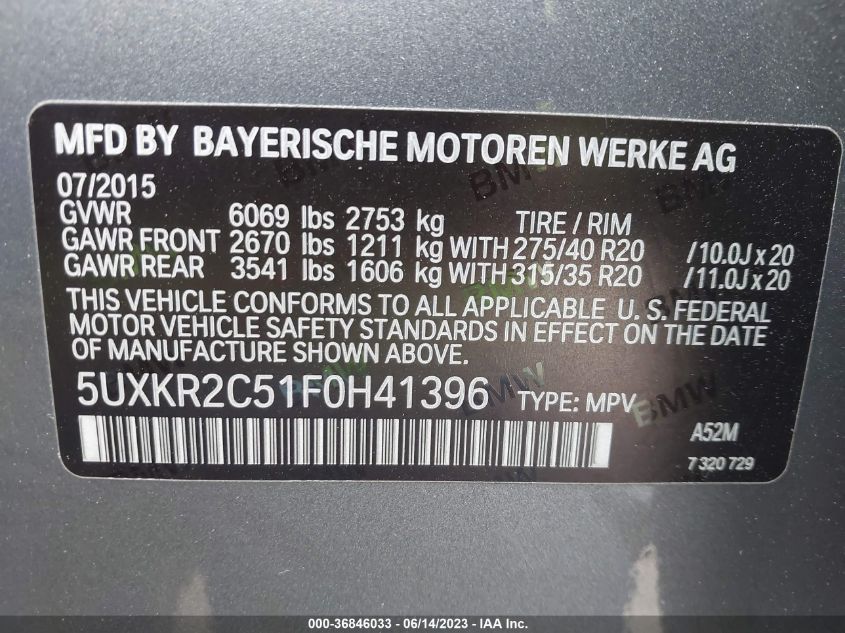 MFD BY BAYERISCHE MOTOREN WERKE AG
07/2015
GVWR 6069 lbs 2753 kg TIRE / RIM
GAWR FRONT 2670 lbs 1211 kg WITH 275/40 R20 /10.0J x 20
GAWR REAR 3541 lbs 1606 kg WITH 315/35 R20 /11.0J x 20
THIS VEHICLE CONFORMS TO ALL APPLICABLE U. S. FEDERAL
MOTOR VEHICLE SAFETY STANDARDS IN EFFECT ON THE DATE
OF MANUFACTURE SHOWN ABOVE.
5UXKR2C51F0H41396 TYPE: MPV
A52M
7 320 729
000-36846033 - 06/14/2023 - IAA Inc.